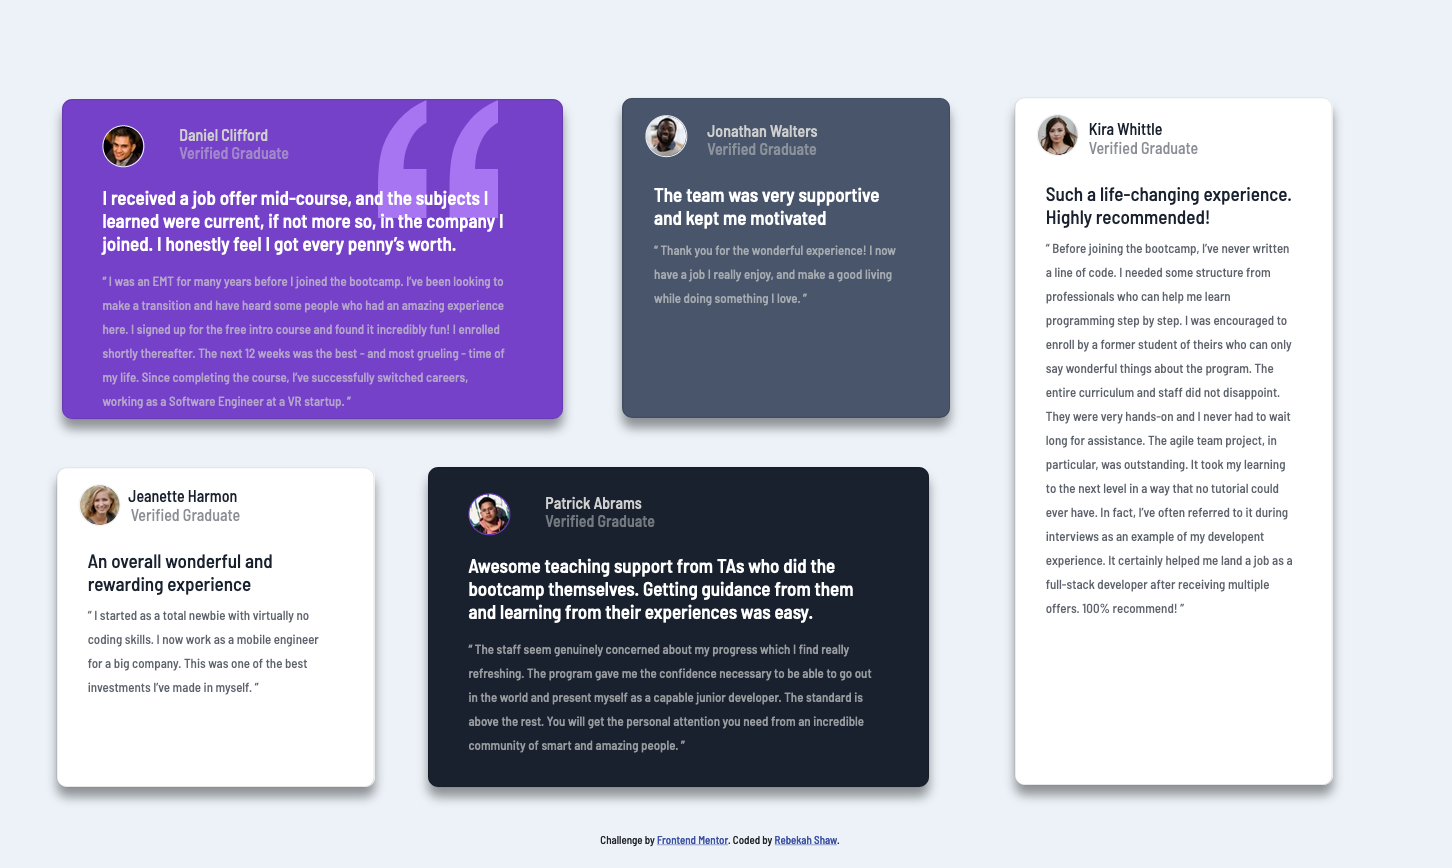 Daniel Clifford
Verified Graduate
I received a job offer mid-course, and the subjects I
learned were current, if not more so, in the company I
joined. I honestly feel I got every penny’s worth.
“ I was an EMT for many years before I joined the bootcamp. I’ve been looking to
make a transition and have heard some people who had an amazing experience
here. I signed up for the free intro course and found it incredibly fun! I enrolled
shortly thereafter. The next 12 weeks was the best - and most grueling - time of
my life. Since completing the course, I’ve successfully switched careers,
working as a Software Engineer at a VR startup. ”
Jonathan Walters
Verified Graduate
The team was very supportive
and kept me motivated
“ Thank you for the wonderful experience! I now
have a job I really enjoy, and make a good living
while doing something I love. ”
Kira Whittle
Verified Graduate
Such a life-changing experience.
Highly recommended!
“ Before joining the bootcamp, I’ve never written
a line of code. I needed some structure from
professionals who can help me learn
programming step by step. I was encouraged to
enroll by a former student of theirs who can only
say wonderful things about the program. The
entire curriculum and staff did not disappoint.
They were very hands-on and I never had to wait
long for assistance. The agile team project, in
particular, was outstanding. It took my learning
to the next level in a way that no tutorial could
ever have. In fact, I’ve often referred to it during
interviews as an example of my developent
experience. It certainly helped me land a job as a
full-stack developer after receiving multiple
offers. 100% recommend! ”
Jeanette Harmon
Verified Graduate
An overall wonderful and
rewarding experience
“ I started as a total newbie with virtually no
coding skills. I now work as a mobile engineer
for a big company. This was one of the best
investments I’ve made in myself. ”
Patrick Abrams
Verified Graduate
Awesome teaching support from TAs who did the
bootcamp themselves. Getting guidance from them
and learning from their experiences was easy.
“ The staff seem genuinely concerned about my progress which I find really
refreshing. The program gave me the confidence necessary to be able to go out
in the world and present myself as a capable junior developer. The standard is
above the rest. You will get the personal attention you need from an incredible
community of smart and amazing people. ”
Challenge by Frontend Mentor. Coded by Rebekah Shaw.